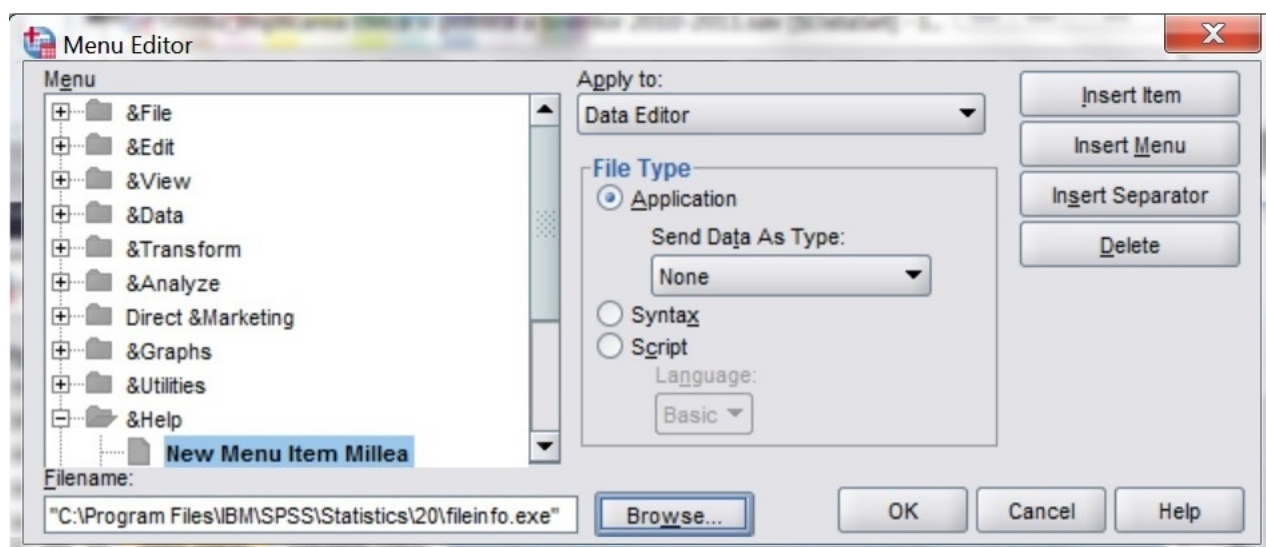 Menu Editor
Menu
&File
&Edit
&View
&Data
&Transform
&Analyze
Direct &Marketing
&Graphs
&Utilities
&Help
New Menu Item Millea
Filename:
"C:\Program Files\IBM\SPSS\Statistics\20\fileinfo.exe"
Browse...
Apply to:
Data Editor
File Type
Application
Send Data As Type:
None
Syntax
Script
Language:
Basic
Insert Item
Insert Menu
Insert Separator
Delete
OK
Cancel
Help